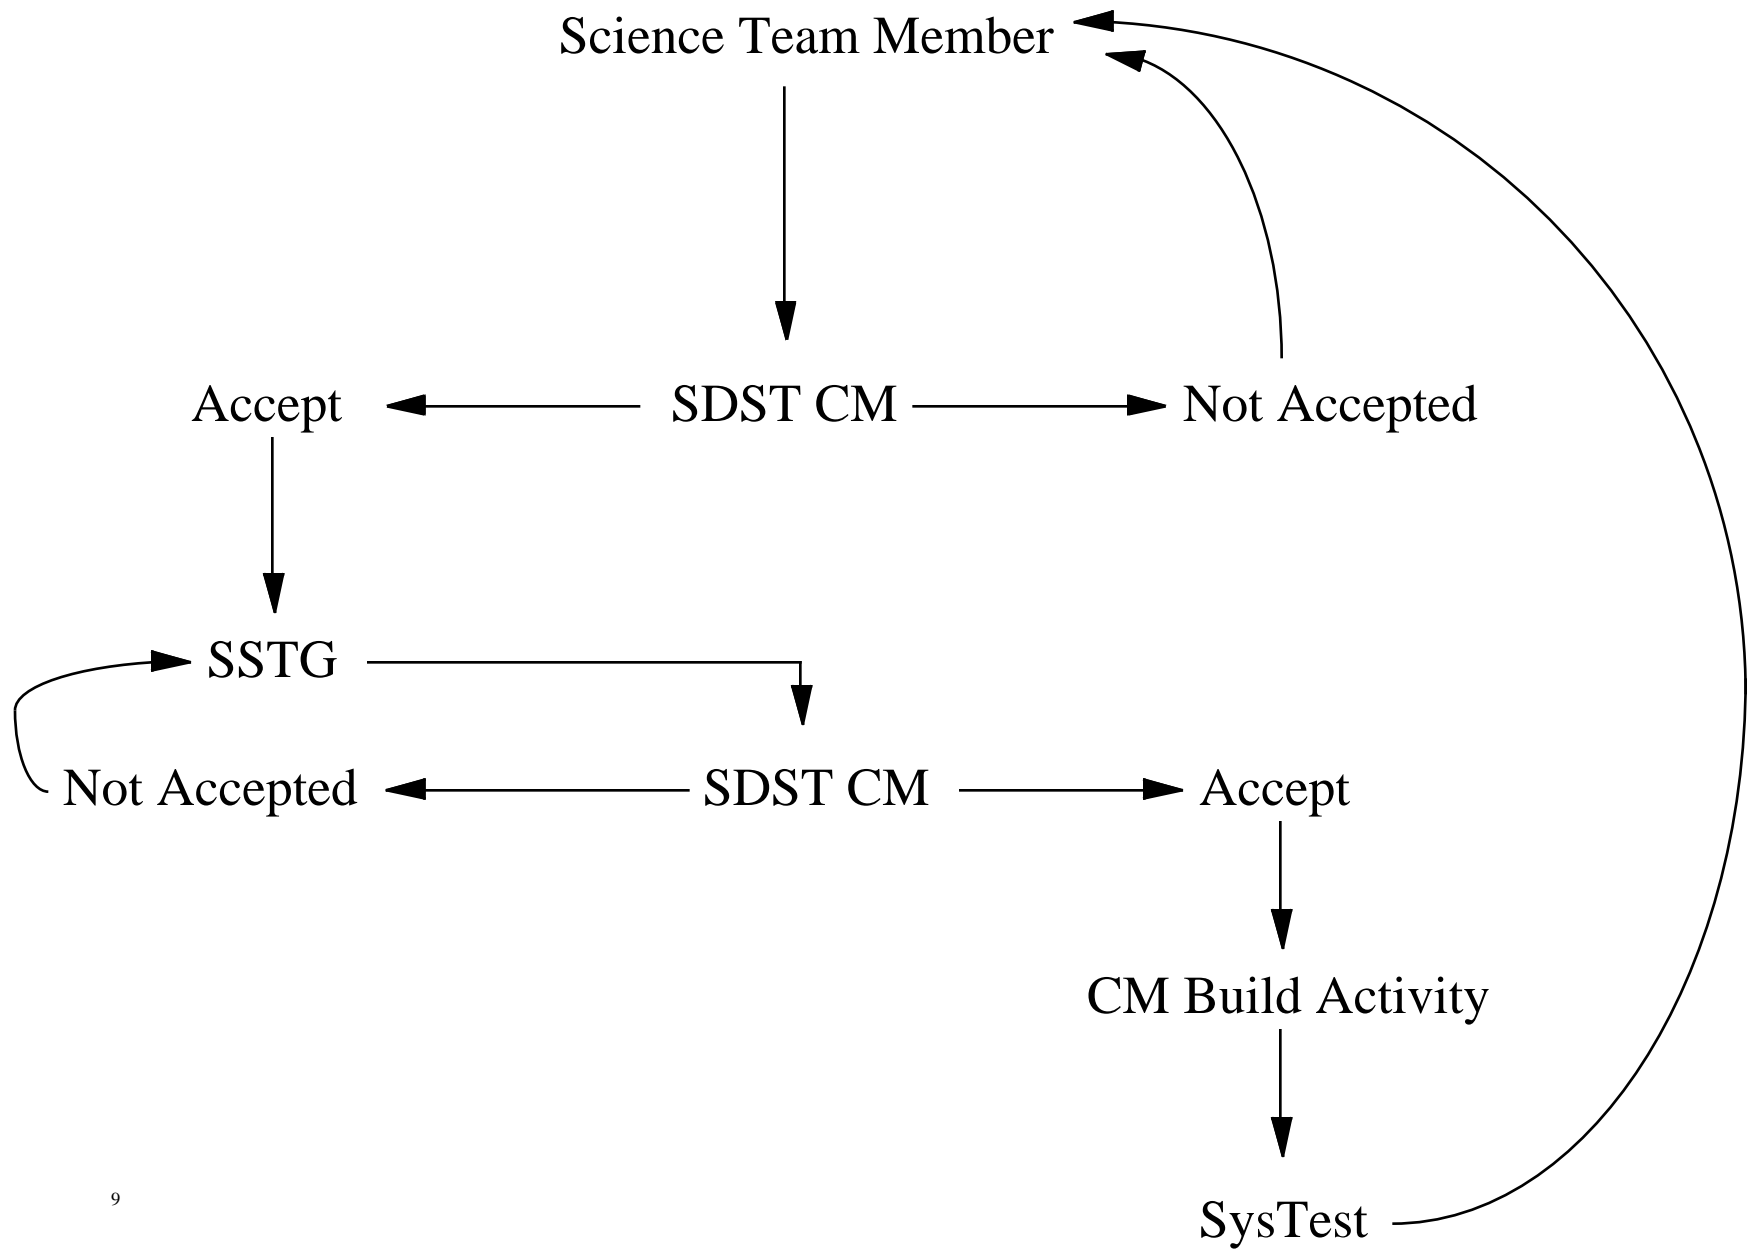 Science Team Member
Accept
SDST CM
Not Accepted
SSTG
Not Accepted
SDST CM
Accept
CM Build Activity
SysTest
9